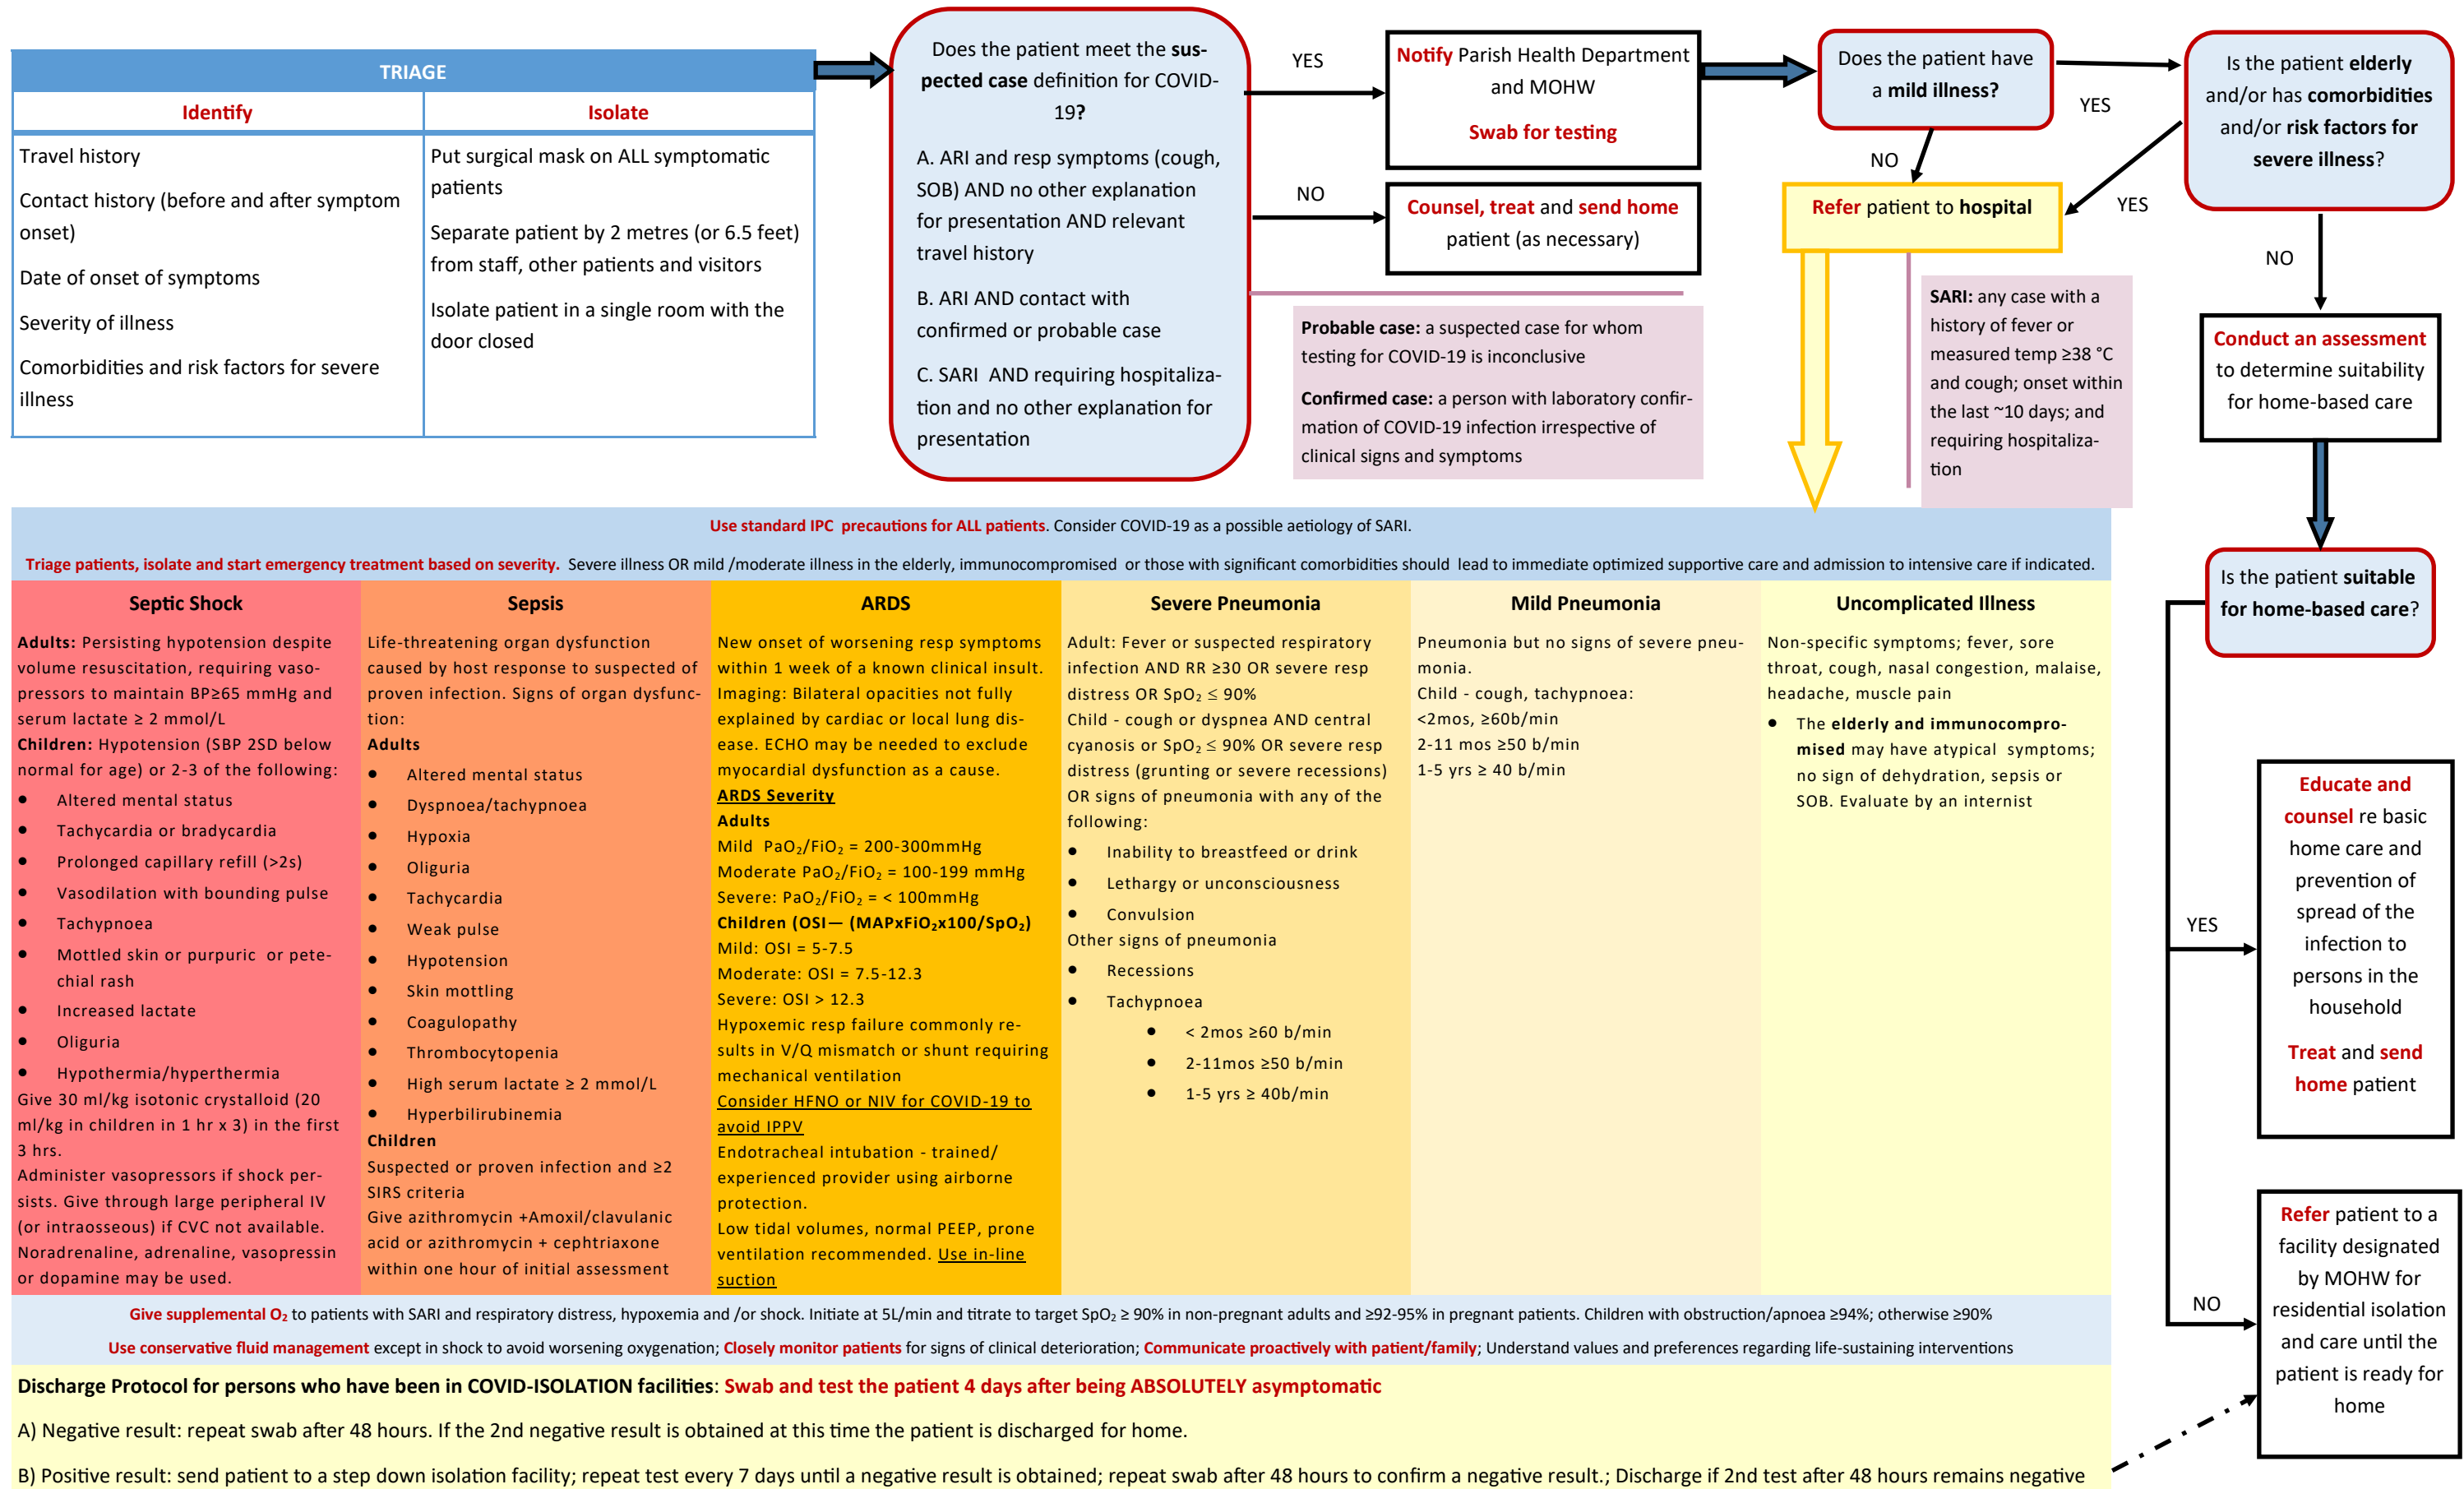 TRIAGE
Identify
Isolate
Travel history
Contact history (before and after symptom
onset)
Date of onset of symptoms
Severity of illness
Comorbidities and risk factors for severe
illness
Put surgical mask on ALL symptomatic
patients
Separate patient by 2 metres (or 6.5 feet)
from staff, other patients and visitors
Isolate patient in a single room with the
door closed
Does the patient meet the sus-
pected case definition for COVID-
19?
A. ARI and resp symptoms (cough,
SOB) AND no other explanation
for presentation AND relevant
travel history
B. ARI AND contact with
confirmed or probable case
C. SARI AND requiring hospitaliza-
tion and no other explanation for
presentation
YES
NO
Notify Parish Health Department
and MOHW
Swab for testing
Counsel, treat and send home
patient (as necessary)
Probable case: a suspected case for whom
testing for COVID-19 is inconclusive
Confirmed case: a person with laboratory confir-
mation of COVID-19 infection irrespective of
clinical signs and symptoms
Does the patient have
a mild illness?
YES
NO
Refer patient to hospital
YES
SARI: any case with a
history of fever or
measured temp ≥38 °C
and cough; onset within
the last ~10 days; and
requiring hospitaliza-
tion
Is the patient elderly
and/or has comorbidities
and/or risk factors for
severe illness?
NO
Conduct an assessment
to determine suitability
for home-based care
Is the patient suitable
for home-based care?
YES
Educate and
counsel re basic
home care and
prevention of
spread of the
infection to
persons in the
household
Treat and send
home patient
NO
Refer patient to a
facility designated
by MOHW for
residential isolation
and care until the
patient is ready for
home
Use standard IPC precautions for ALL patients. Consider COVID-19 as a possible aetiology of SARI.
Triage patients, isolate and start emergency treatment based on severity. Severe illness OR mild /moderate illness in the elderly, immunocompromised or those with significant comorbidities should lead to immediate optimized supportive care and admission to intensive care if indicated.
Septic Shock
Adults: Persisting hypotension despite
volume resuscitation, requiring vaso-
pressors to maintain BP≥65 mmHg and
serum lactate ≥ 2 mmol/L
Children: Hypotension (SBP 2SD below
normal for age) or 2-3 of the following:
• Altered mental status
• Tachycardia or bradycardia
• Prolonged capillary refill (>2s)
• Vasodilation with bounding pulse
• Tachypnoea
• Mottled skin or purpuric or pete-
chial rash
• Increased lactate
• Oliguria
• Hypothermia/hyperthermia
Give 30 ml/kg isotonic crystalloid (20
ml/kg in children in 1 hr x 3) in the first
3 hrs.
Administer vasopressors if shock per-
sists. Give through large peripheral IV
(or intraosseous) if CVC not available.
Noradrenaline, adrenaline, vasopressin
or dopamine may be used.
Sepsis
Life-threatening organ dysfunction
caused by host response to suspected of
proven infection. Signs of organ dysfunc-
tion:
Adults
• Altered mental status
• Dyspnoea/tachypnoea
• Hypoxia
• Oliguria
• Tachycardia
• Weak pulse
• Hypotension
• Skin mottling
• Coagulopathy
• Thrombocytopenia
• High serum lactate ≥ 2 mmol/L
• Hyperbilirubinemia
Children
Suspected or proven infection and ≥2
SIRS criteria
Give azithromycin +Amoxil/clavulanic
acid or azithromycin + cephtriaxone
within one hour of initial assessment
ARDS
New onset of worsening resp symptoms
within 1 week of a known clinical insult.
Imaging: Bilateral opacities not fully
explained by cardiac or local lung dis-
ease. ECHO may be needed to exclude
myocardial dysfunction as a cause.
ARDS Severity
Adults
Mild PaO₂/FiO₂ = 200-300mmHg
Moderate PaO₂/FiO₂ = 100-199 mmHg
Severe: PaO₂/FiO₂ = < 100mmHg
Children (OSI— (MAPxFiO₂x100/SpO₂)
Mild: OSI = 5-7.5
Moderate: OSI = 7.5-12.3
Severe: OSI > 12.3
Hypoxemic resp failure commonly re-
sults in V/Q mismatch or shunt requiring
mechanical ventilation
Consider HFNO or NIV for COVID-19 to
avoid IPPV
Endotracheal intubation - trained/
experienced provider using airborne
protection.
Low tidal volumes, normal PEEP, prone
ventilation recommended. Use in-line
suction
Severe Pneumonia
Adult: Fever or suspected respiratory
infection AND RR ≥30 OR severe resp
distress OR SpO₂ ≤ 90%
Child - cough or dyspnea AND central
cyanosis or SpO₂ ≤ 90% OR severe resp
distress (grunting or severe recessions)
OR signs of pneumonia with any of the
following:
• Inability to breastfeed or drink
• Lethargy or unconsciousness
• Convulsion
Other signs of pneumonia
• Recessions
• Tachypnoea
• < 2mos ≥60 b/min
• 2-11mos ≥50 b/min
• 1-5 yrs ≥ 40b/min
Mild Pneumonia
Pneumonia but no signs of severe pneu-
monia.
Child - cough, tachypnoea:
<2mos, ≥60b/min
2-11 mos ≥50 b/min
1-5 yrs ≥ 40 b/min
Uncomplicated Illness
Non-specific symptoms; fever, sore
throat, cough, nasal congestion, malaise,
headache, muscle pain
• The elderly and immunocompro-
mised may have atypical symptoms;
no sign of dehydration, sepsis or
SOB. Evaluate by an internist
Give supplemental O₂ to patients with SARI and respiratory distress, hypoxemia and /or shock. Initiate at 5L/min and titrate to target SpO₂ ≥ 90% in non-pregnant adults and ≥92-95% in pregnant patients. Children with obstruction/apnoea ≥94%; otherwise ≥90%
Use conservative fluid management except in shock to avoid worsening oxygenation; Closely monitor patients for signs of clinical deterioration; Communicate proactively with patient/family; Understand values and preferences regarding life-sustaining interventions
Discharge Protocol for persons who have been in COVID-ISOLATION facilities: Swab and test the patient 4 days after being ABSOLUTELY asymptomatic
A) Negative result: repeat swab after 48 hours. If the 2nd negative result is obtained at this time the patient is discharged for home.
B) Positive result: send patient to a step down isolation facility; repeat test every 7 days until a negative result is obtained; repeat swab after 48 hours to confirm a negative result.; Discharge if 2nd test after 48 hours remains negative